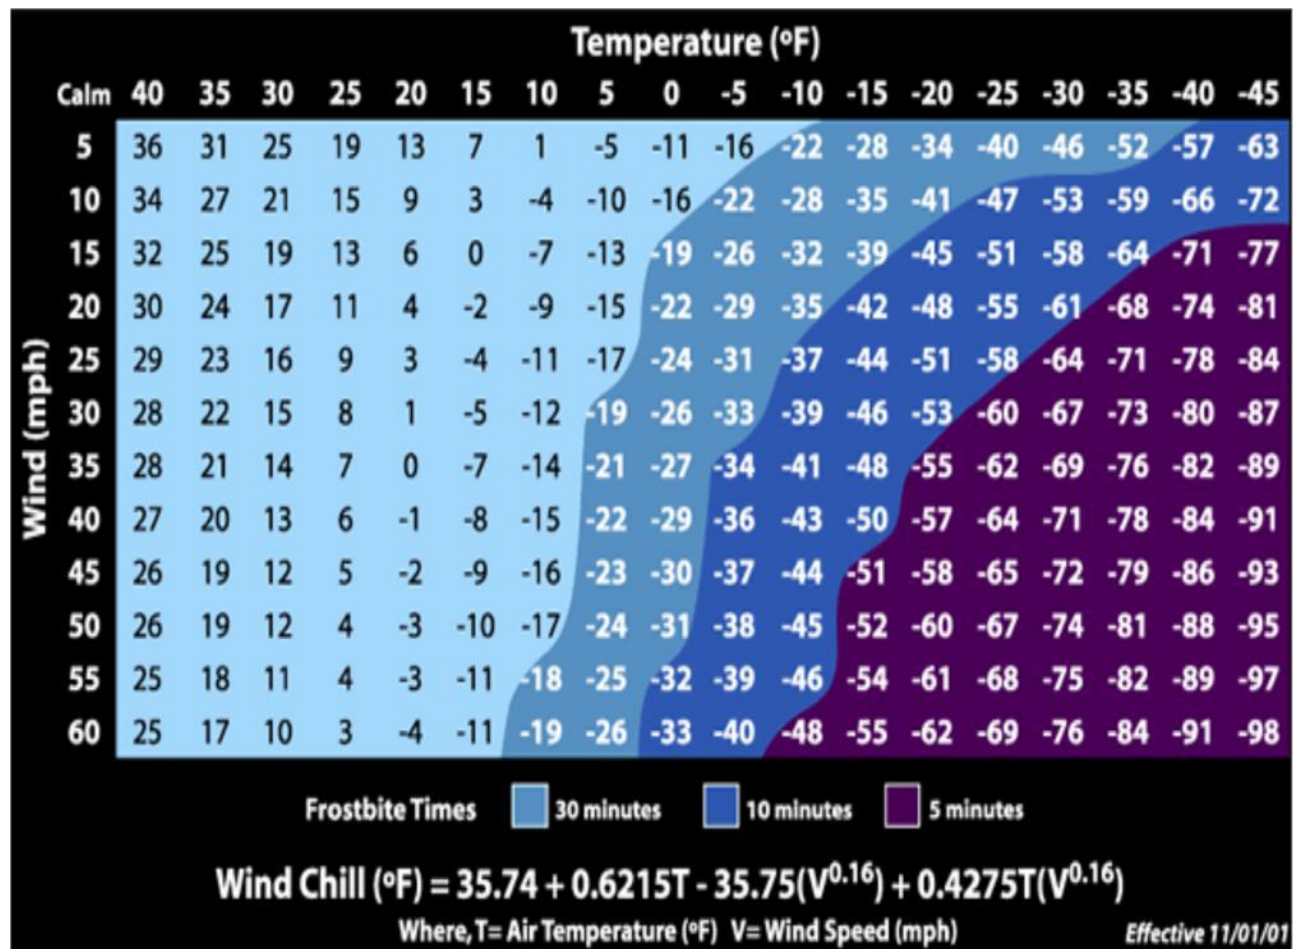 Temperature (ºF)
Calm 40 35 30 25 20 15 10 5 0 -5 -10 -15 -20 -25 -30 -35 -40 -45
5 36 31 25 19 13 7 1 -5 -11 -16 -22 -28 -34 -40 -46 -52 -57 -63
10 34 27 21 15 9 3 -4 -10 -16 -22 -28 -35 -41 -47 -53 -59 -66 -72
15 32 25 19 13 6 0 -7 -13 -19 -26 -32 -39 -45 -51 -58 -64 -71 -77
20 30 24 17 11 4 -2 -9 -15 -22 -29 -35 -42 -48 -55 -61 -68 -74 -81
25 29 23 16 9 3 -4 -11 -17 -24 -31 -37 -44 -51 -58 -64 -71 -78 -84
30 28 22 15 8 1 -5 -12 -19 -26 -33 -39 -46 -53 -60 -67 -73 -80 -87
35 28 21 14 7 0 -7 -14 -21 -27 -34 -41 -48 -55 -62 -69 -76 -82 -89
40 27 20 13 6 -1 -8 -15 -22 -29 -36 -43 -50 -57 -64 -71 -78 -84 -91
45 26 19 12 5 -2 -9 -16 -23 -30 -37 -44 -51 -58 -65 -72 -79 -86 -93
50 26 19 12 4 -3 -10 -17 -24 -31 -38 -45 -52 -60 -67 -74 -81 -88 -95
55 25 18 11 4 -3 -11 -18 -25 -32 -39 -46 -54 -61 -68 -75 -82 -89 -97
60 25 17 10 3 -4 -11 -19 -26 -33 -40 -48 -55 -62 -69 -76 -84 -91 -98
Wind (mph)
Frostbite Times 30 minutes 10 minutes 5 minutes
Wind Chill (ºF) = 35.74 + 0.6215T - 35.75(V^0.16) + 0.4275T(V^0.16)
Where, T= Air Temperature (ºF) V= Wind Speed (mph)
Effective 11/01/01